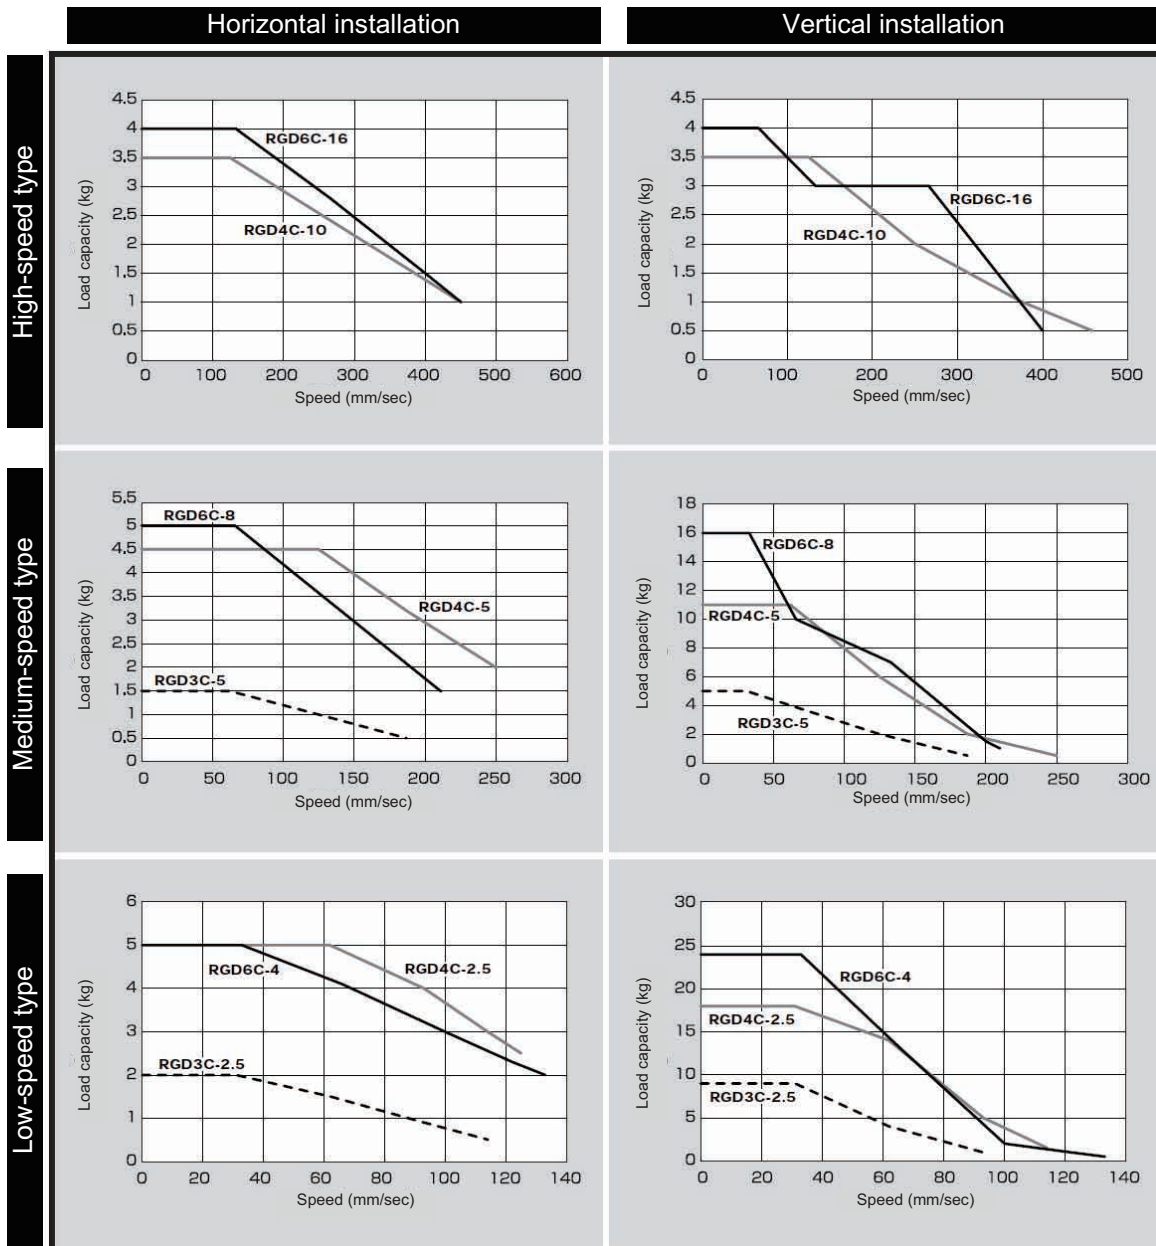 Horizontal installation
Vertical installation
High-speed type
Load capacity (kg)
4.5
4
3.5
3
2.5
2
1.5
1
0.5
0
RGD6C-16
RGD4C-10
0 100 200 300 400 500 600
Speed (mm/sec)
Load capacity (kg)
4.5
4
3.5
3
2.5
2
1.5
1
0.5
0
RGD6C-16
RGD4C-10
0 100 200 300 400 500
Speed (mm/sec)
Medium-speed type
Load capacity (kg)
5.5
5
4.5
4
3.5
3
2.5
2
1.5
1
0.5
0
RGD6C-8
RGD4C-5
RGD3C-5
0 50 100 150 200 250 300
Speed (mm/sec)
Load capacity (kg)
18
16
14
12
10
8
6
4
2
0
RGD6C-8
RGD4C-5
RGD3C-5
0 50 100 150 200 250 300
Speed (mm/sec)
Low-speed type
Load capacity (kg)
6
5
4
3
2
1
0
RGD6C-4
RGD4C-2.5
RGD3C-2.5
0 20 40 60 80 100 120 140
Speed (mm/sec)
Load capacity (kg)
30
25
20
15
10
5
0
RGD6C-4
RGD4C-2.5
RGD3C-2.5
0 20 40 60 80 100 120 140
Speed (mm/sec)